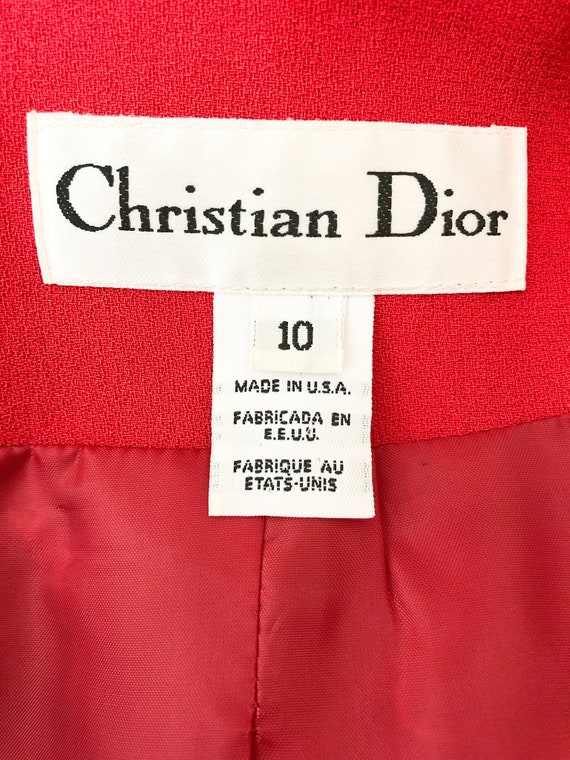 Christian Dior
10
MADE IN U.S.A.
FABRICADA EN
E.E.U.U.
FABRIQUE AU
ETATS-UNIS